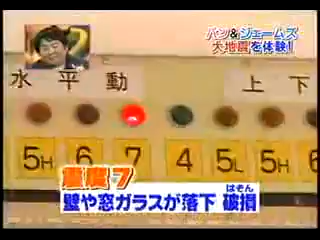 パン&ジェームズ
大地震を体験！
水 平 動 上 下
5H 6 7 4 5L 5H 6
震度7
はそん
壁や窓ガラスが落下 破損